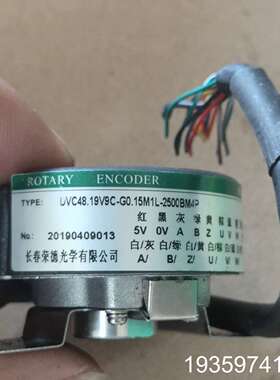 ROTARY ENCODER
TYPE: UVC48.19V9C-G0.15M1L-2500BM4P
红 黑 灰 绿 黄 棕
5V 0V A B Z U V
No: 20190409013
白/灰 白/绿 白/黄
长春荣德光学有限公司
A/ B/ Z/ U/
19359741